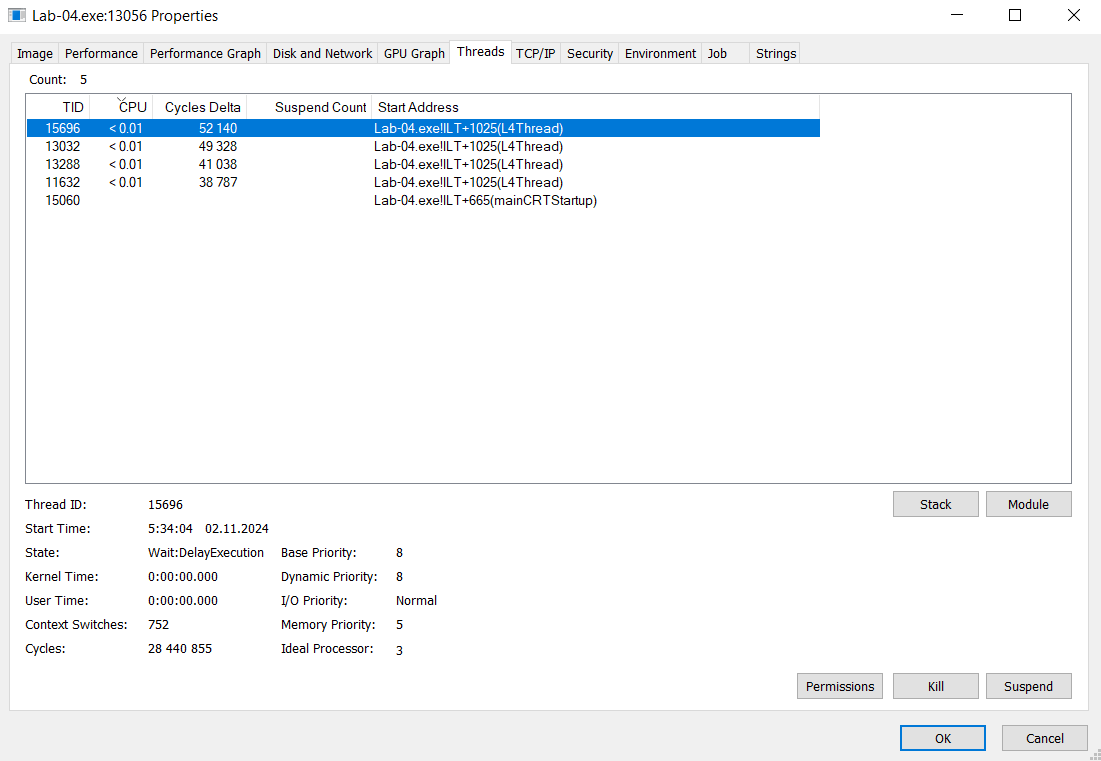 Lab-04.exe:13056 Properties
Image Performance Performance Graph Disk and Network GPU Graph Threads TCP/IP Security Environment Job Strings
Count: 5
TID CPU Cycles Delta Suspend Count Start Address
15696 < 0.01 52 140 Lab-04.exe!ILT+1025(L4Thread)
13032 < 0.01 49 328 Lab-04.exe!ILT+1025(L4Thread)
13288 < 0.01 41 038 Lab-04.exe!ILT+1025(L4Thread)
11632 < 0.01 38 787 Lab-04.exe!ILT+1025(L4Thread)
15060 Lab-04.exe!ILT+665(mainCRTStartup)
Thread ID: 15696 Stack Module
Start Time: 5:34:04 02.11.2024
State: Wait:DelayExecution Base Priority: 8
Kernel Time: 0:00:00.000 Dynamic Priority: 8
User Time: 0:00:00.000 I/O Priority: Normal
Context Switches: 752 Memory Priority: 5
Cycles: 28 440 855 Ideal Processor: 3
Permissions Kill Suspend
OK Cancel